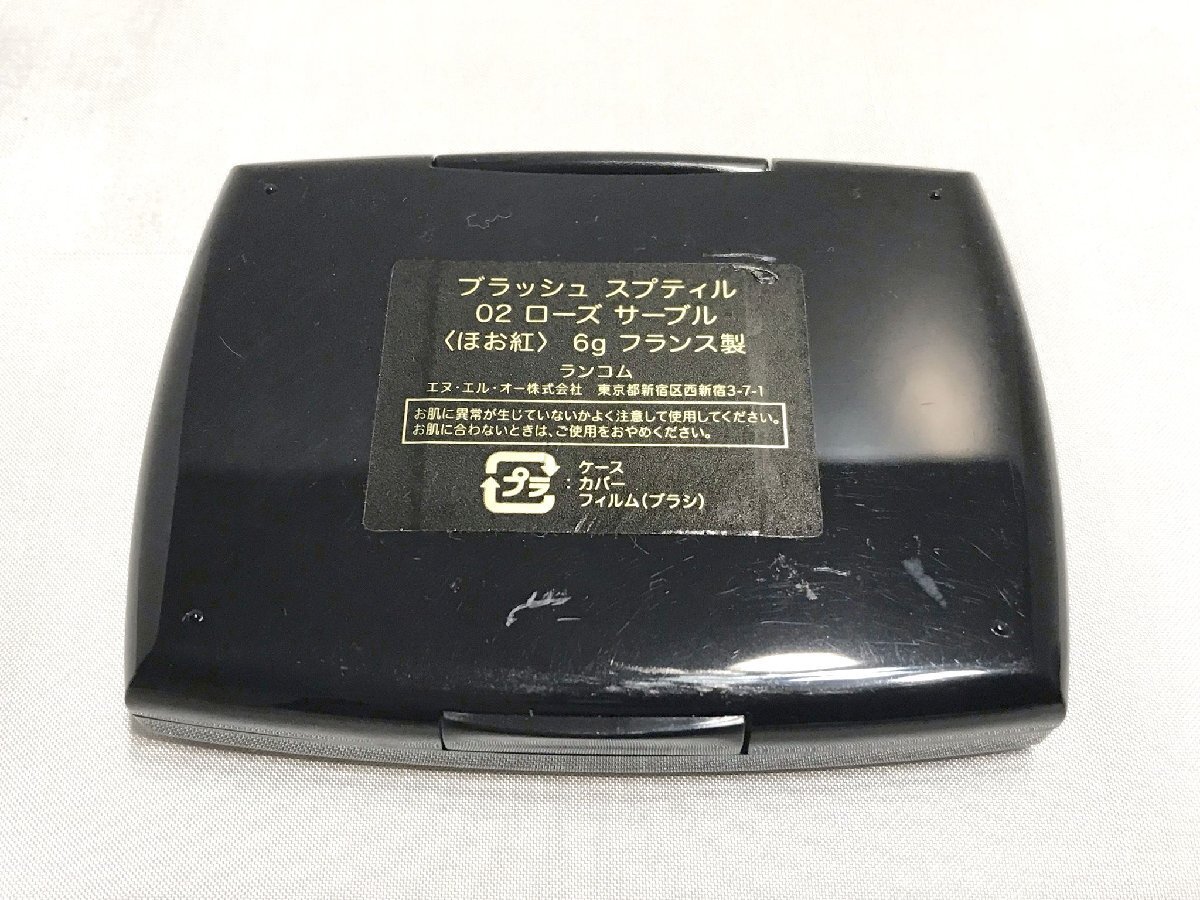 ブラッシュ スプティル
02 ローズ サーブル
〈ほお紅〉 6g フランス製
ランコム
エヌ・エル・オー株式会社 東京都新宿区西新宿3-7-1
お肌に異常が生じていないかよく注意して使用してください。
お肌に合わないときは、ご使用をおやめください。
プラ : ケース
カバー
フィルム(ブラシ)